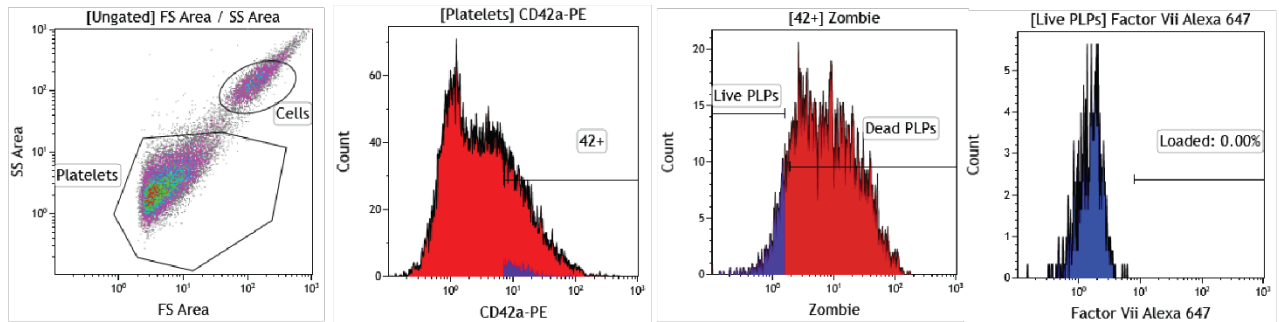 [Ungated] FS Area / SS Area
10³
10²
10¹
10⁰
SS Area
Cells
Platelets
10⁰ 10¹ 10² 10³
FS Area
[Platelets] CD42a-PE
60
40
20
0
Count
42+
10⁰ 10¹ 10² 10³
CD42a-PE
[42+] Zombie
20
15
10
5
0
Count
Live PLPs
Dead PLPs
10⁰ 10¹ 10² 10³
Zombie
[Live PLPs] Factor Vii Alexa 647
5
4
3
2
1
0
Count
Loaded: 0.00%
10⁰ 10¹ 10² 10³
Factor Vii Alexa 647